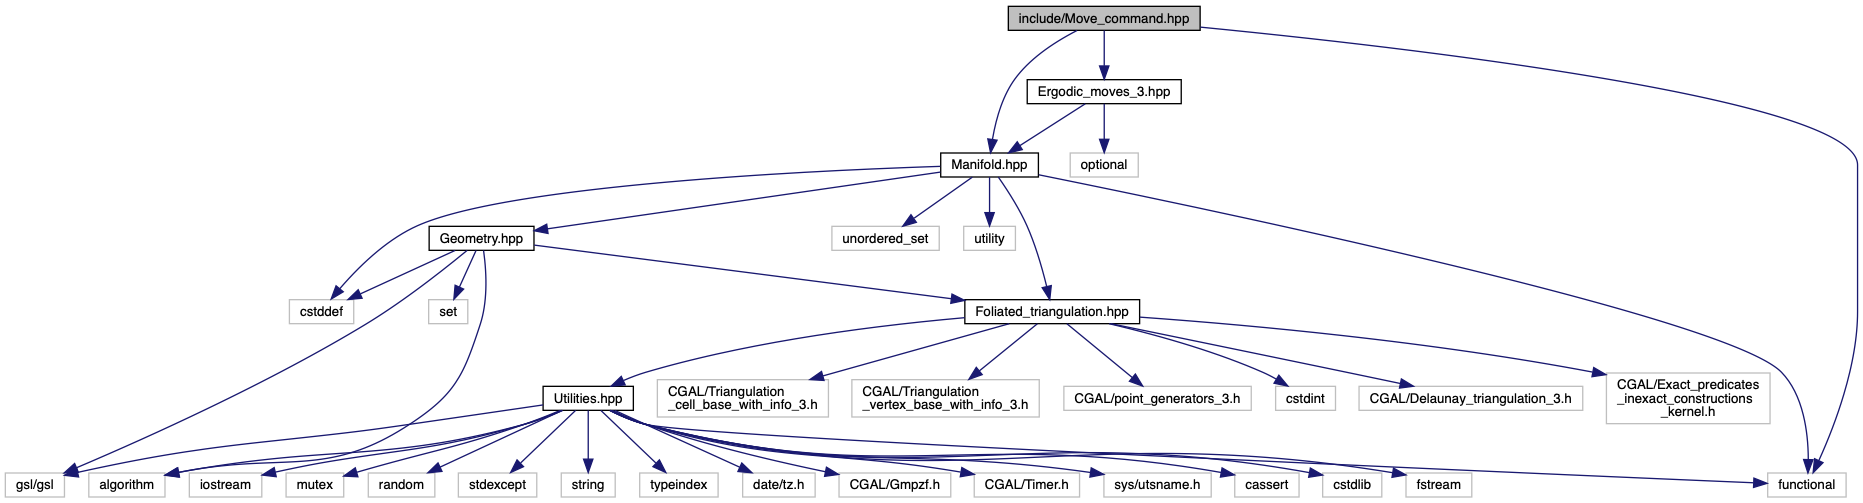 include/Move_command.hpp
Ergodic_moves_3.hpp
Manifold.hpp
optional
Geometry.hpp
unordered_set
utility
cstddef
set
Foliated_triangulation.hpp
Utilities.hpp
CGAL/Triangulation
_cell_base_with_info_3.h
CGAL/Triangulation
_vertex_base_with_info_3.h
CGAL/point_generators_3.h
cstdint
CGAL/Delaunay_triangulation_3.h
CGAL/Exact_predicates
_inexact_constructions
_kernel.h
gsl/gsl
algorithm
iostream
mutex
random
stdexcept
string
typeindex
date/tz.h
CGAL/Gmpzf.h
CGAL/Timer.h
sys/utsname.h
cassert
cstdlib
fstream
functional